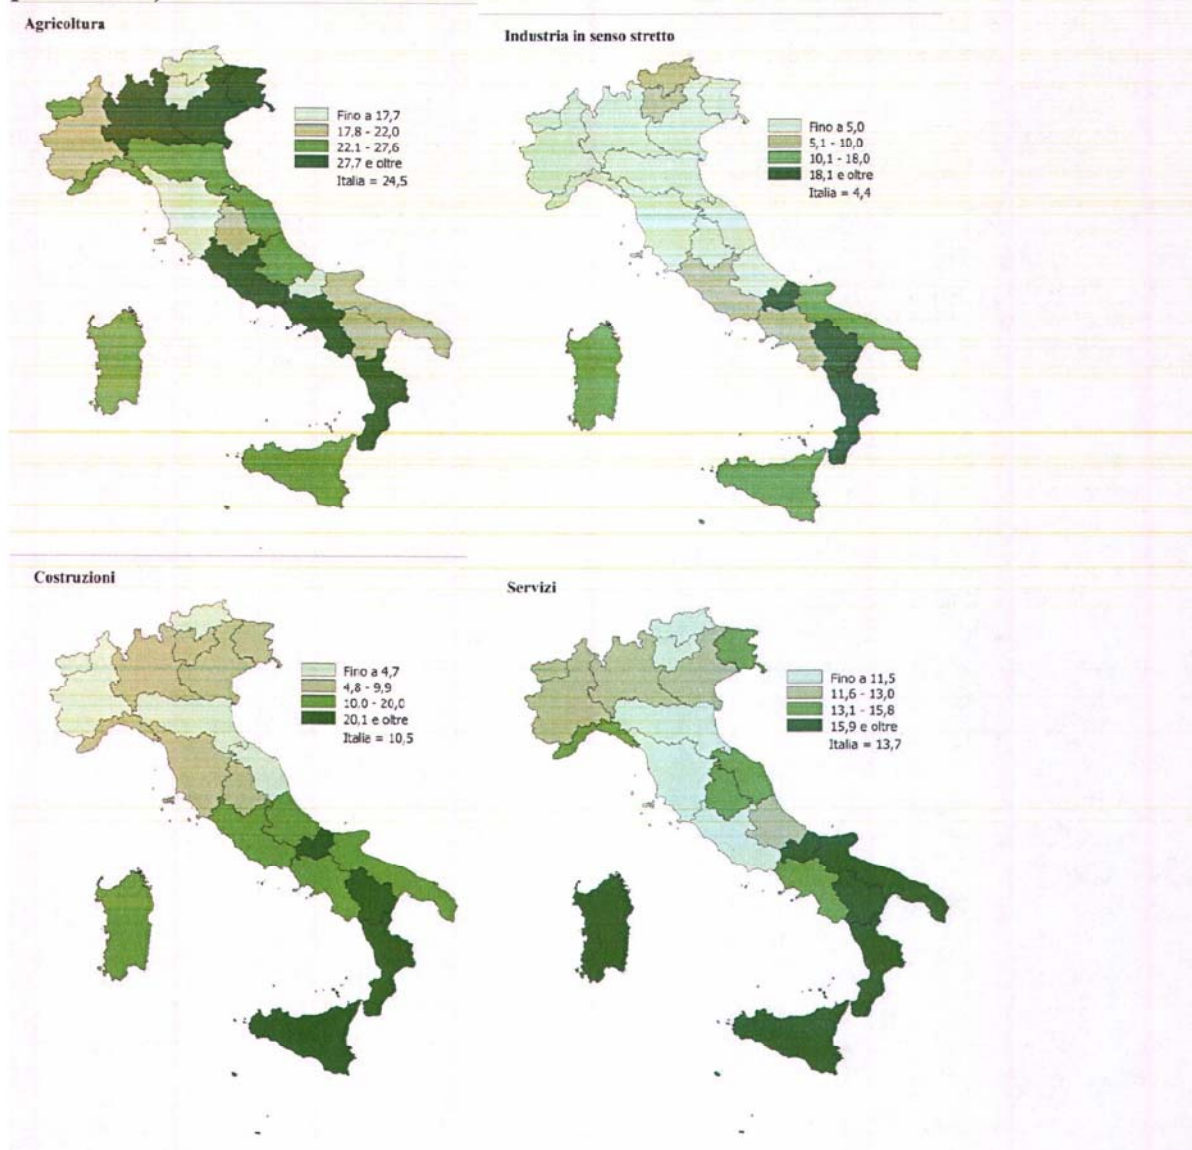 Agricoltura
Fino a 17,7
17,8 - 22,0
22,1 - 27,6
27,7 e oltre
Italia = 24,5
Industria in senso stretto
Fino a 5,0
5,1 - 10,0
10,1 - 18,0
18,1 e oltre
Italia = 4,4
Costruzioni
Fino a 4,7
4,8 - 9,9
10,0 - 20,0
20,1 e oltre
Italia = 10,5
Servizi
Fino a 11,5
11,6 - 13,0
13,1 - 15,8
15,9 e oltre
Italia = 13,7